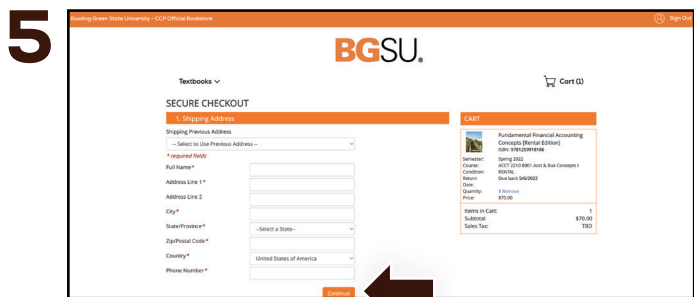 5
Bowling Green State University - CCP Official Bookstore
Sign Out
BGSU®
Textbooks
Cart (1)
SECURE CHECKOUT
1. Shipping Address
Shipping Previous Address
-- Select to Use Previous Address --
* required fields
Full Name*
Address Line 1*
Address Line 2
City*
State/Province*
--Select a State--
Zip/Postal Code*
Country*
United States of America
Phone Number*
Continue
CART
Fundamental Financial Accounting
Concepts [Rental Edition]
ISBN: 9781259918186
Semester: Spring 2022
Course: ACCT 2210 8001 Acct & Bus Concepts I
Condition: RENTAL
Return Date: Due back 5/6/2022
Quantity: 1 Remove
Price: $70.00
Items in Cart: 1
Subtotal: $70.00
Sales Tax: TBD